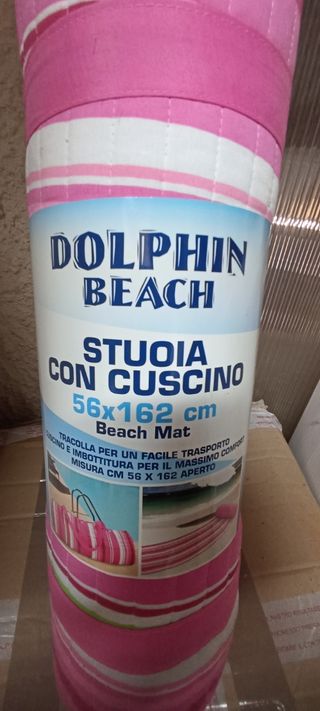 DOLPHIN
BEACH
STUOIA
CON CUSCINO
56x162 cm
Beach Mat
TRACOLLA PER UN FACILE TRASPORTO
CUSCINO E IMBOTTITURA PER IL MASSIMO COMFORT
MISURA CM 56 X 162 APERTO